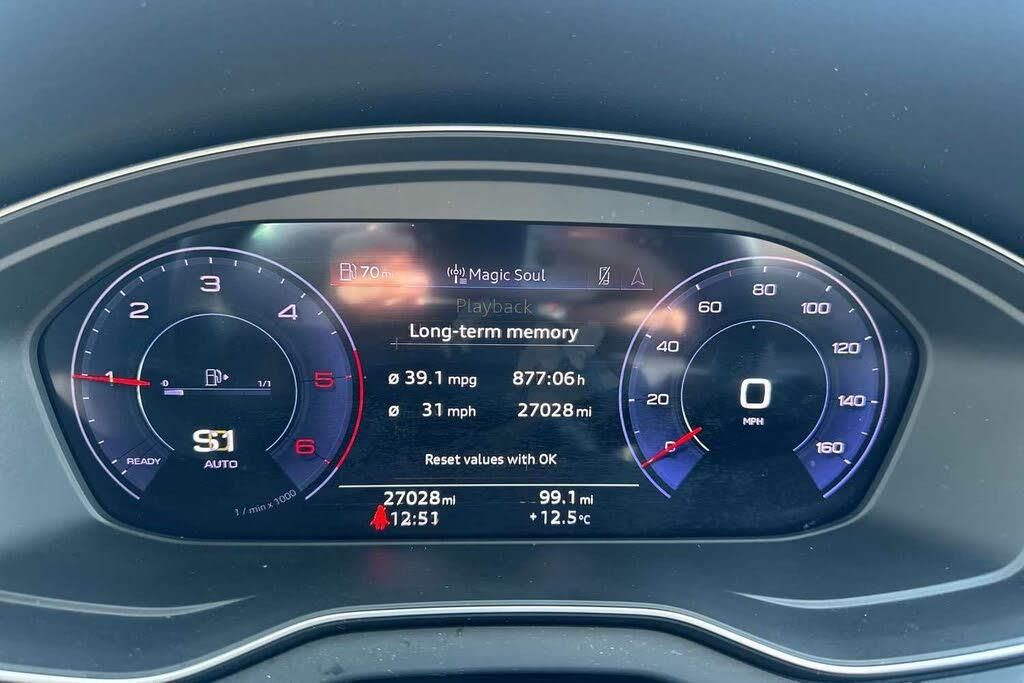 70 mi
Magic Soul
Playback
Long-term memory
ø 39.1 mpg 877:06 h
ø 31 mph 27028 mi
Reset values with OK
27028 mi 99.1 mi
12:51 +12.5°C
1
2
3
4
5
6
0 1/1
S1
AUTO
READY
1 / min x 1000
0
20
40
60
80
100
120
140
160
0
MPH